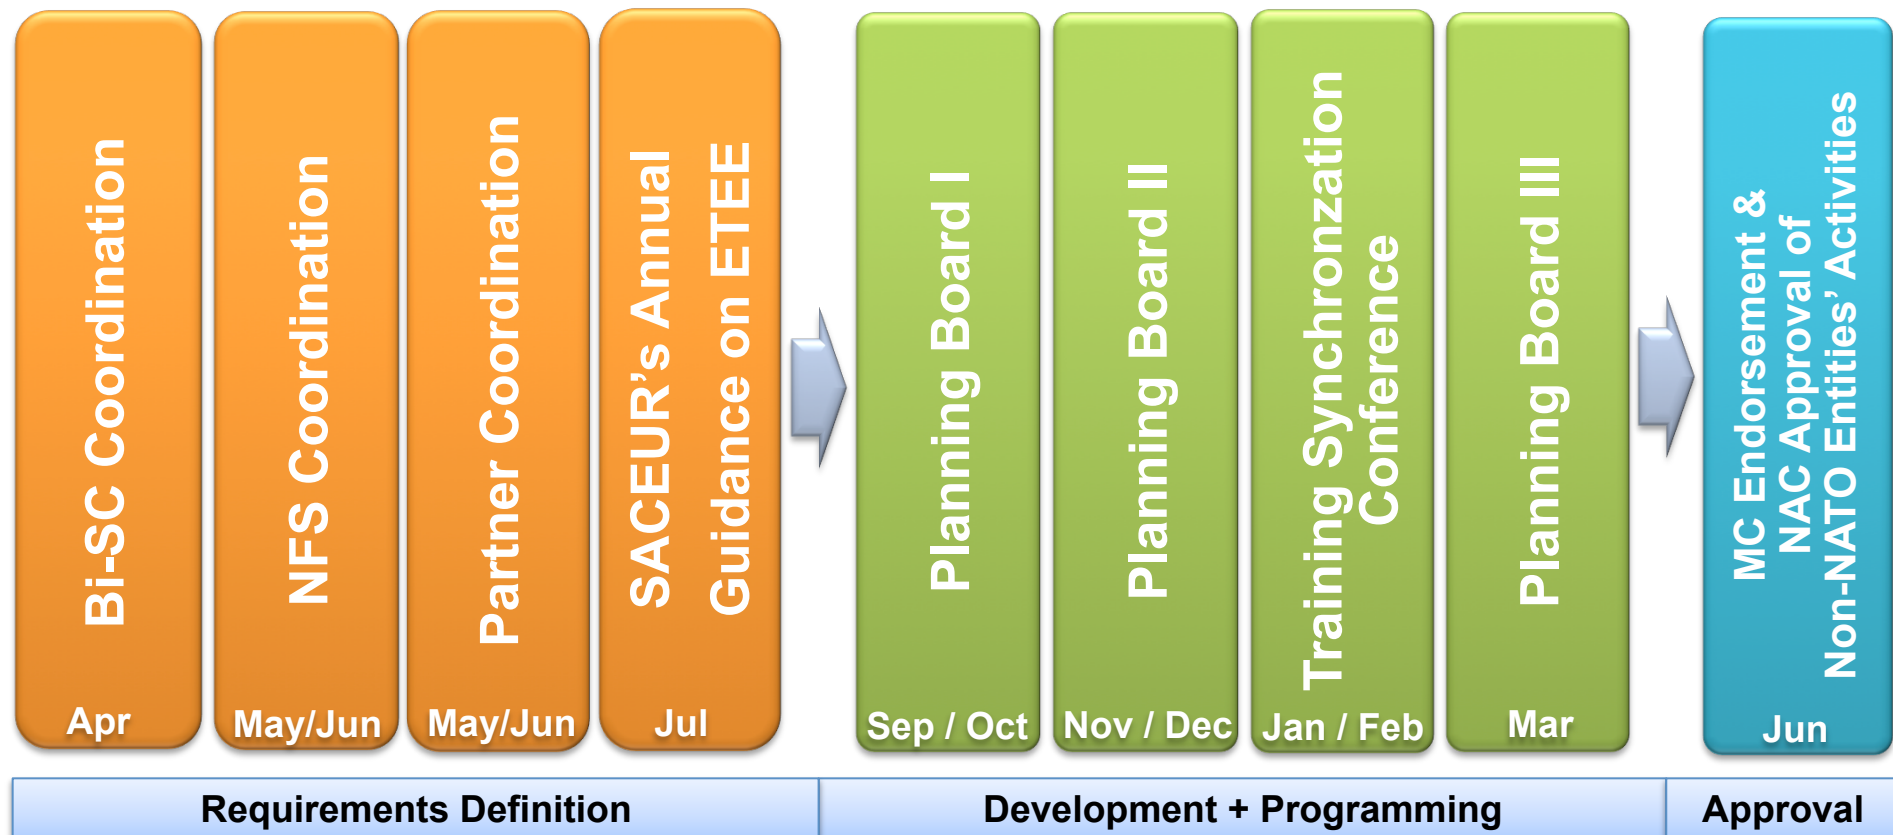 Bi-SC Coordination
Apr
NFS Coordination
May/Jun
Partner Coordination
May/Jun
SACEUR’s Annual
Guidance on ETEE
Jul
Planning Board I
Sep / Oct
Planning Board II
Nov / Dec
Training Synchronzation
Conference
Jan / Feb
Planning Board III
Mar
MC Endorsement &
NAC Approval of
Non-NATO Entities’ Activities
Jun
Requirements Definition
Development + Programming
Approval